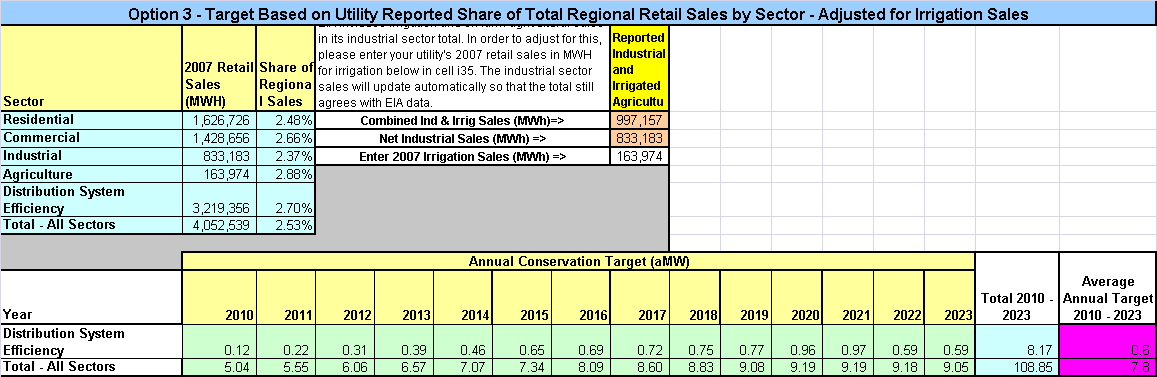 Option 3 - Target Based on Utility Reported Share of Total Regional Retail Sales by Sector - Adjusted for Irrigation Sales
Sector
2007 Retail
Sales
(MWH)
Share of
Regiona
l Sales
in its industrial sector total. In order to adjust for this,
please enter your utility's 2007 retail sales in MWH
for irrigation below in cell i35. The industrial sector
sales will update automatically so that the total still
agrees with EIA data.
Reported
Industrial
and
Irrigated
Agricultu
Residential 1,626,726 2.48% Combined Ind & Irrig Sales (MWh)=> 997,157
Commercial 1,428,656 2.66% Net Industrial Sales (MWh) => 833,183
Industrial 833,183 2.37% Enter 2007 Irrigation Sales (MWh) => 163,974
Agriculture 163,974 2.88%
Distribution System
Efficiency 3,219,356 2.70%
Total - All Sectors 4,052,539 2.53%
Annual Conservation Target (aMW)
Year 2010 2011 2012 2013 2014 2015 2016 2017 2018 2019 2020 2021 2022 2023
Total 2010 -
2023
Average
Annual Target
2010 - 2023
Distribution System
Efficiency 0.12 0.22 0.31 0.39 0.46 0.65 0.69 0.72 0.75 0.77 0.96 0.97 0.59 0.59 8.17 0.6
Total - All Sectors 5.04 5.55 6.06 6.57 7.07 7.34 8.09 8.60 8.83 9.08 9.19 9.19 9.18 9.05 108.85 7.8